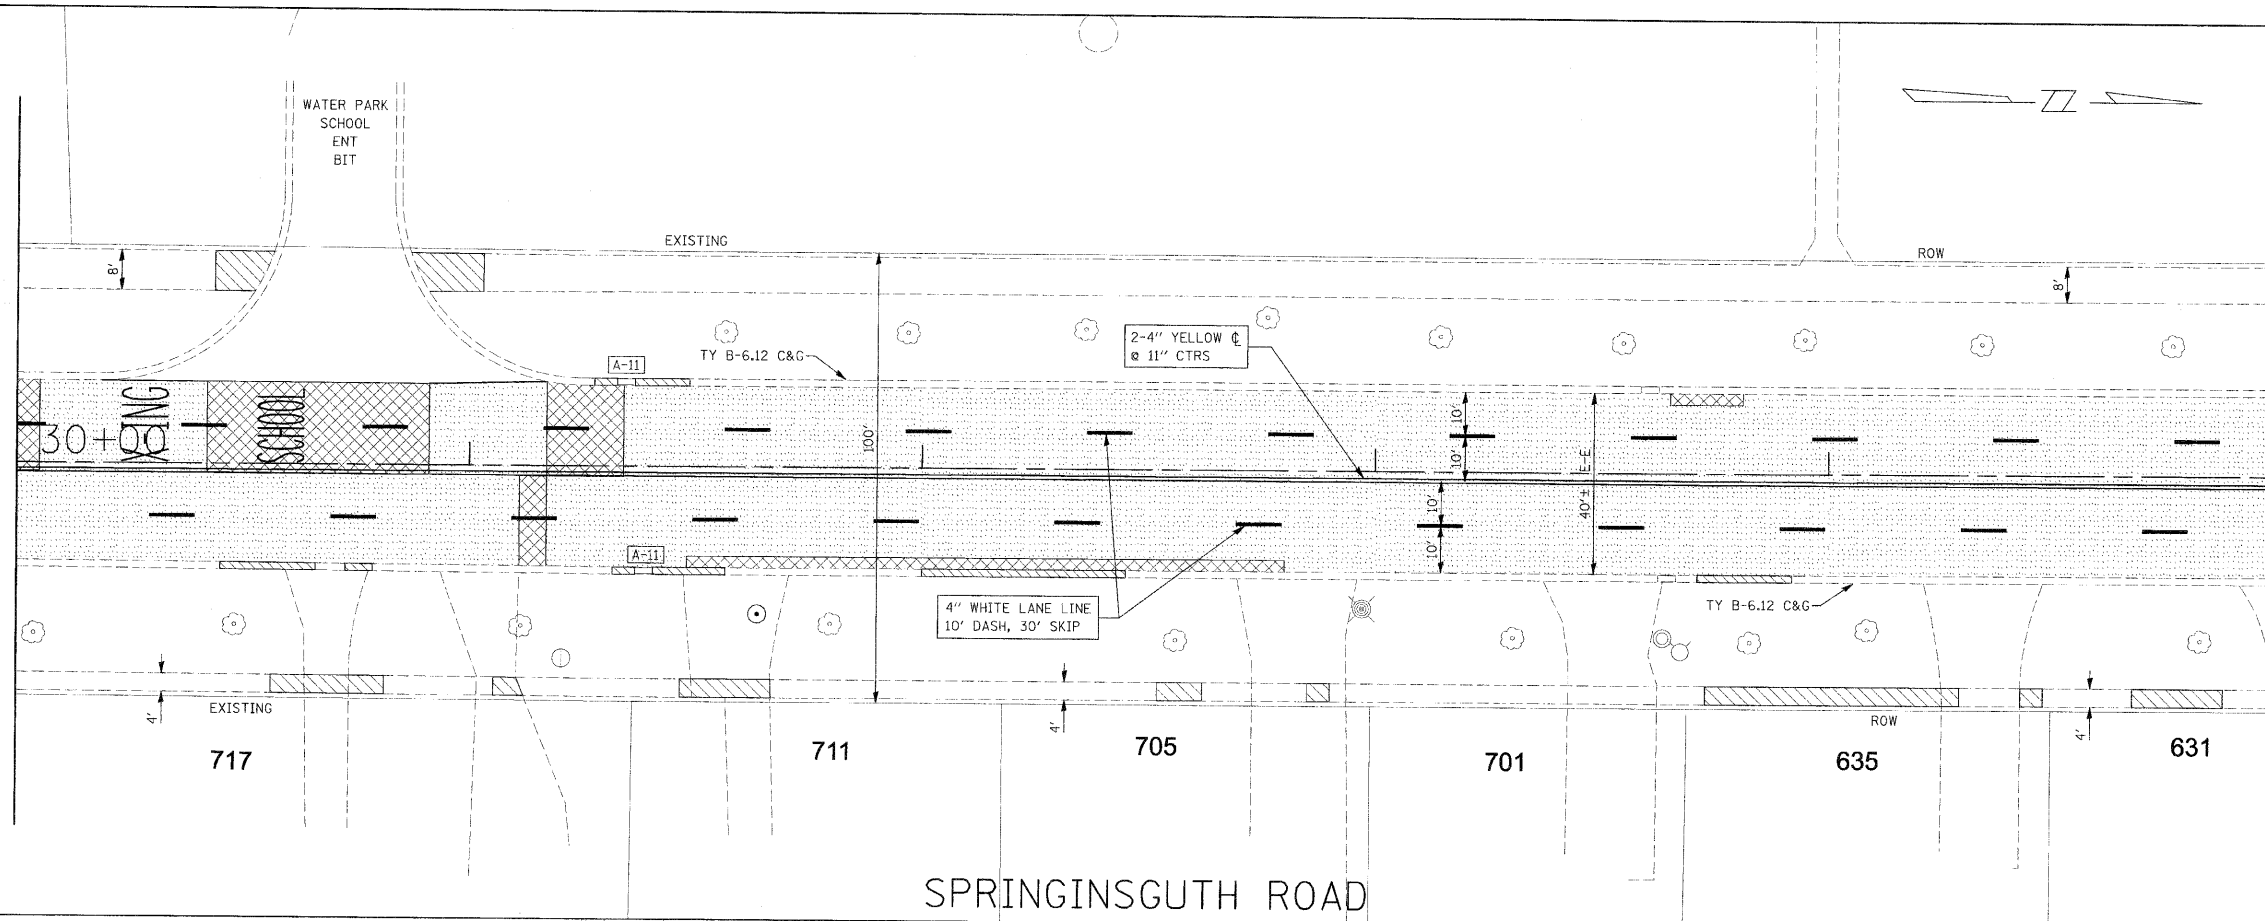 WATER PARK
SCHOOL
ENT
BIT
EXISTING
ROW
8'
8'
2-4" YELLOW ℄
@ 11" CTRS
TY B-6.12 C&G
A-11
XING
SCHOOL
30+00
100'
10'
10'
10'
10'
40'± E-E
A-11
4" WHITE LANE LINE
10' DASH, 30' SKIP
TY B-6.12 C&G
4'
4'
4'
EXISTING
ROW
717
711
705
701
635
631
SPRINGINSGUTH ROAD